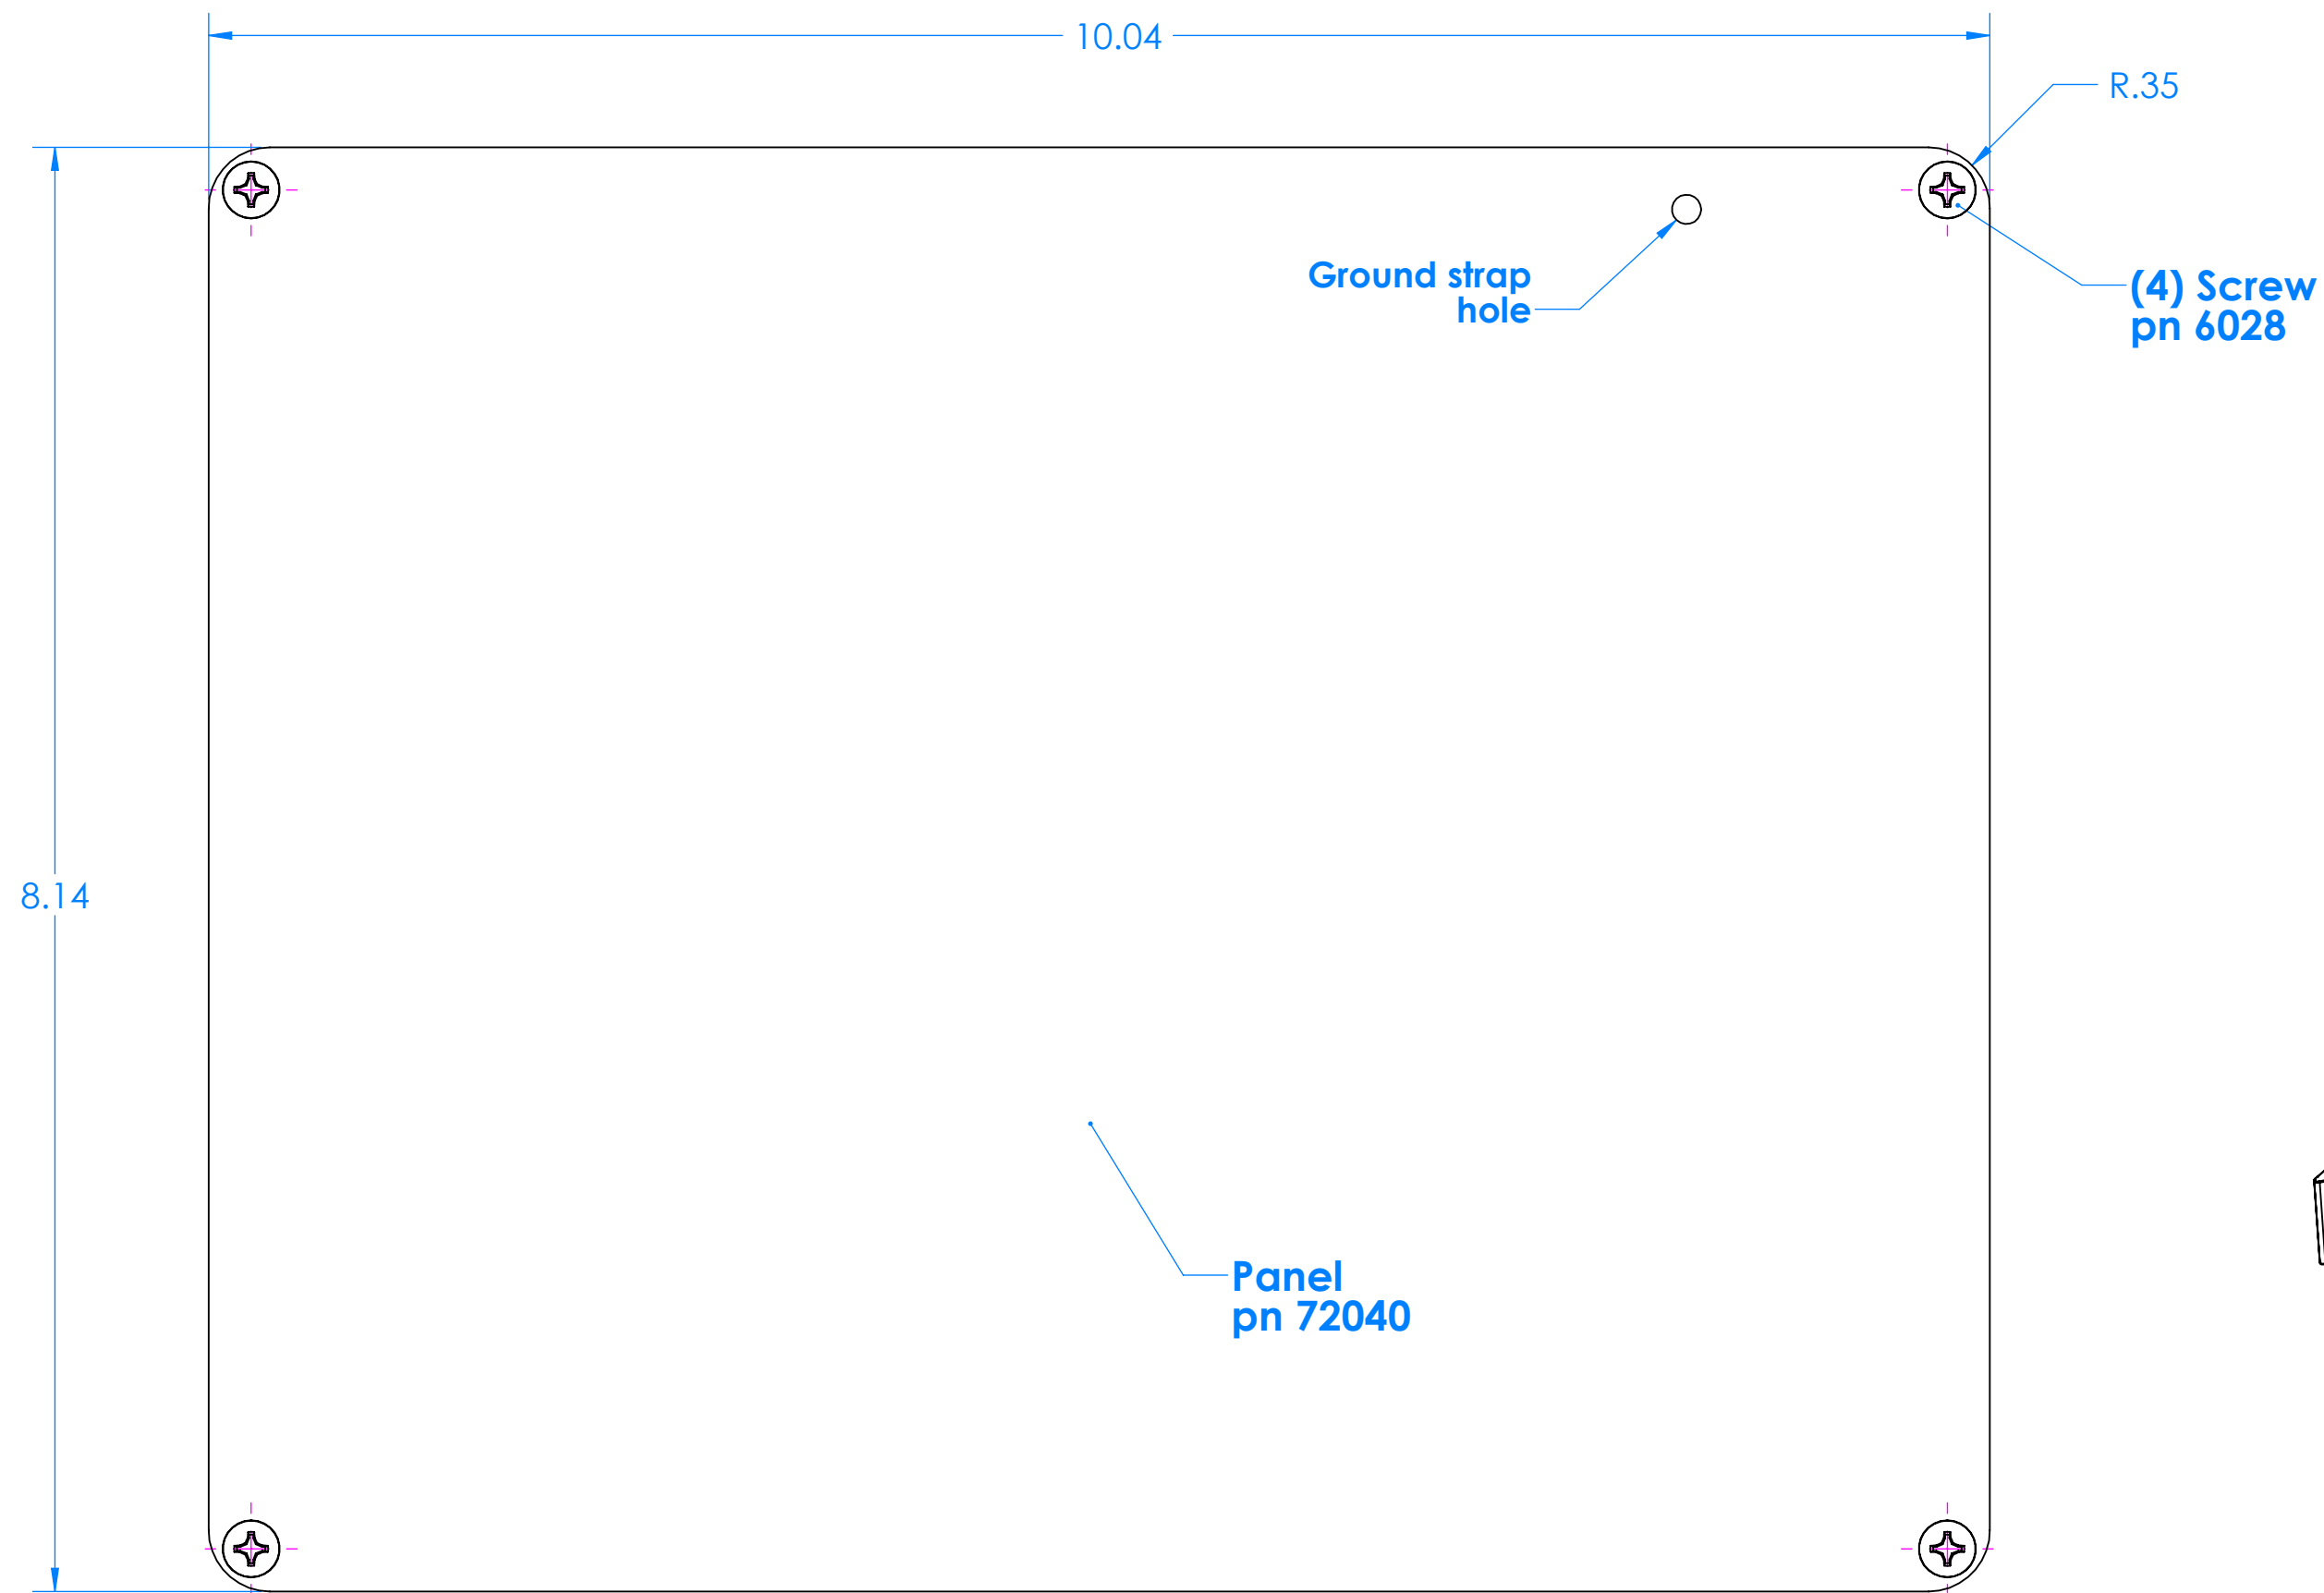 10.04
R.35
Ground strap
hole
(4) Screw
pn 6028
8.14
Panel
pn 72040